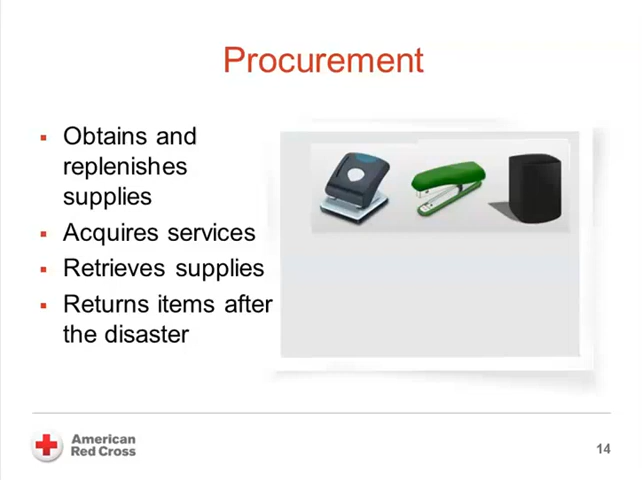 Procurement
▪ Obtains and
replenishes
supplies
▪ Acquires services
▪ Retrieves supplies
▪ Returns items after
the disaster
American
Red Cross
14